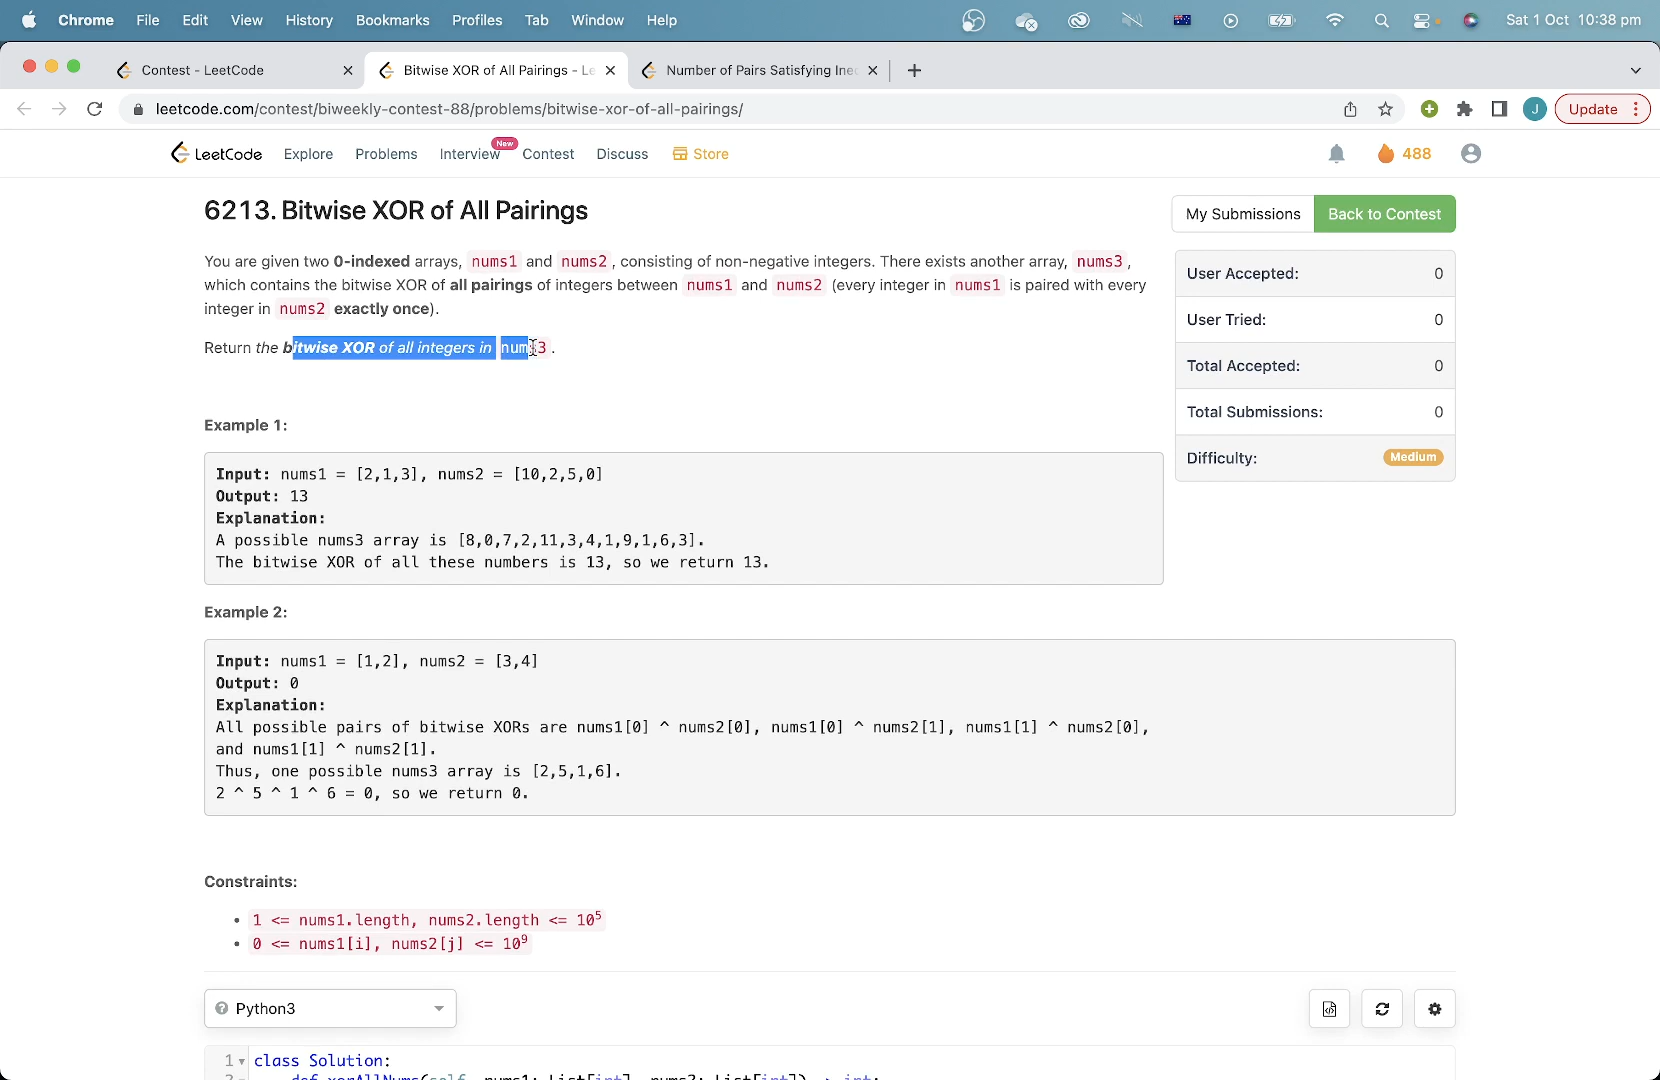 Chrome File Edit View History Bookmarks Profiles Tab Window Help Sat 1 Oct 10:38 pm
Contest - LeetCode Bitwise XOR of All Pairings - Le Number of Pairs Satisfying Ine
leetcode.com/contest/biweekly-contest-88/problems/bitwise-xor-of-all-pairings/ J Update
LeetCode Explore Problems Interview New Contest Discuss Store 488
6213. Bitwise XOR of All Pairings
My Submissions Back to Contest
You are given two 0-indexed arrays, nums1 and nums2, consisting of non-negative integers. There exists another array, nums3,
which contains the bitwise XOR of all pairings of integers between nums1 and nums2 (every integer in nums1 is paired with every
integer in nums2 exactly once).
Return the bitwise XOR of all integers in nums3.
User Accepted: 0
User Tried: 0
Total Accepted: 0
Total Submissions: 0
Difficulty: Medium
Example 1:
Input: nums1 = [2,1,3], nums2 = [10,2,5,0]
Output: 13
Explanation:
A possible nums3 array is [8,0,7,2,11,3,4,1,9,1,6,3].
The bitwise XOR of all these numbers is 13, so we return 13.
Example 2:
Input: nums1 = [1,2], nums2 = [3,4]
Output: 0
Explanation:
All possible pairs of bitwise XORs are nums1[0] ^ nums2[0], nums1[0] ^ nums2[1], nums1[1] ^ nums2[0],
and nums1[1] ^ nums2[1].
Thus, one possible nums3 array is [2,5,1,6].
2 ^ 5 ^ 1 ^ 6 = 0, so we return 0.
Constraints:
• 1 <= nums1.length, nums2.length <= 10⁵
• 0 <= nums1[i], nums2[j] <= 10⁹
Python3
1 class Solution:
def xorAllNums(self, nums1: List[int], nums2: List[int]) -> int: